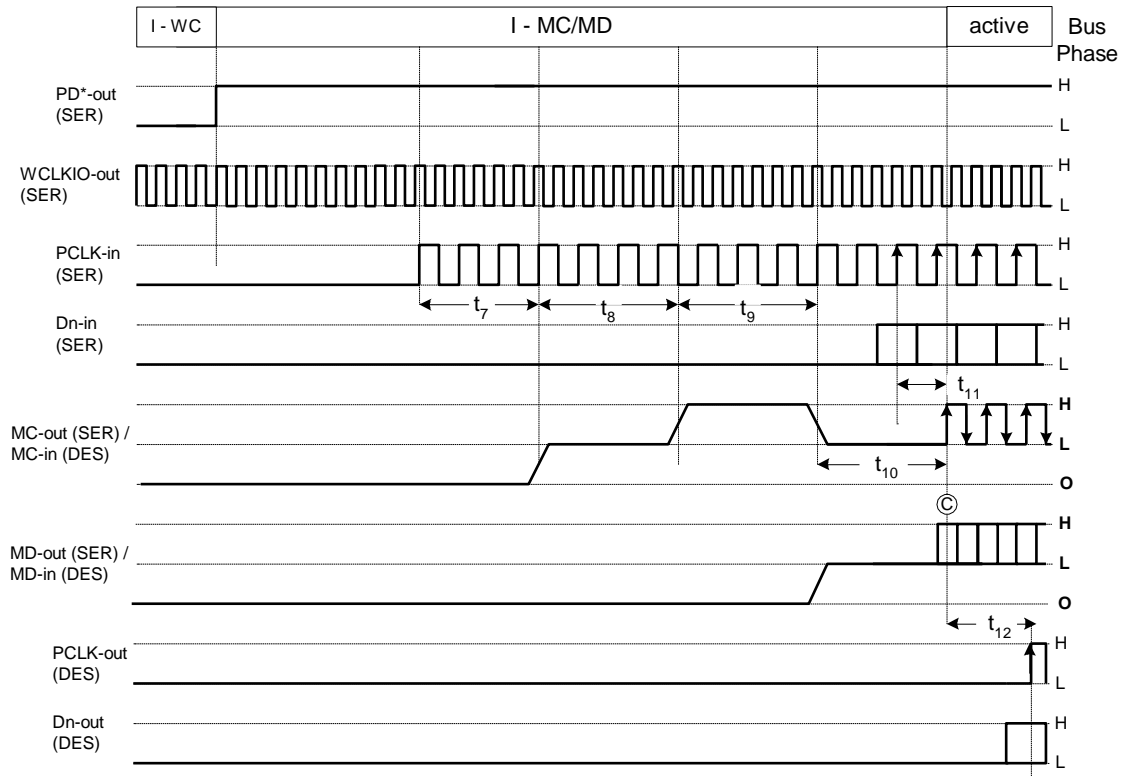 I - WC
I - MC/MD
active
Bus
Phase
PD*-out
(SER)
H
L
WCLKIO-out
(SER)
H
L
PCLK-in
(SER)
H
L
t7
t8
t9
Dn-in
(SER)
H
L
t11
MC-out (SER) /
MC-in (DES)
H
L
O
t10
C
MD-out (SER) /
MD-in (DES)
H
L
O
t12
PCLK-out
(DES)
H
L
Dn-out
(DES)
H
L